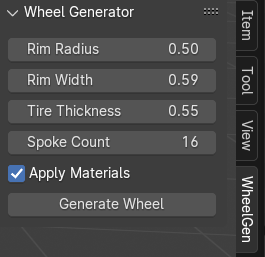 Wheel Generator
Rim Radius 0.50
Rim Width 0.59
Tire Thickness 0.55
Spoke Count 16
Apply Materials
Generate Wheel
Item
Tool
View
WheelGen